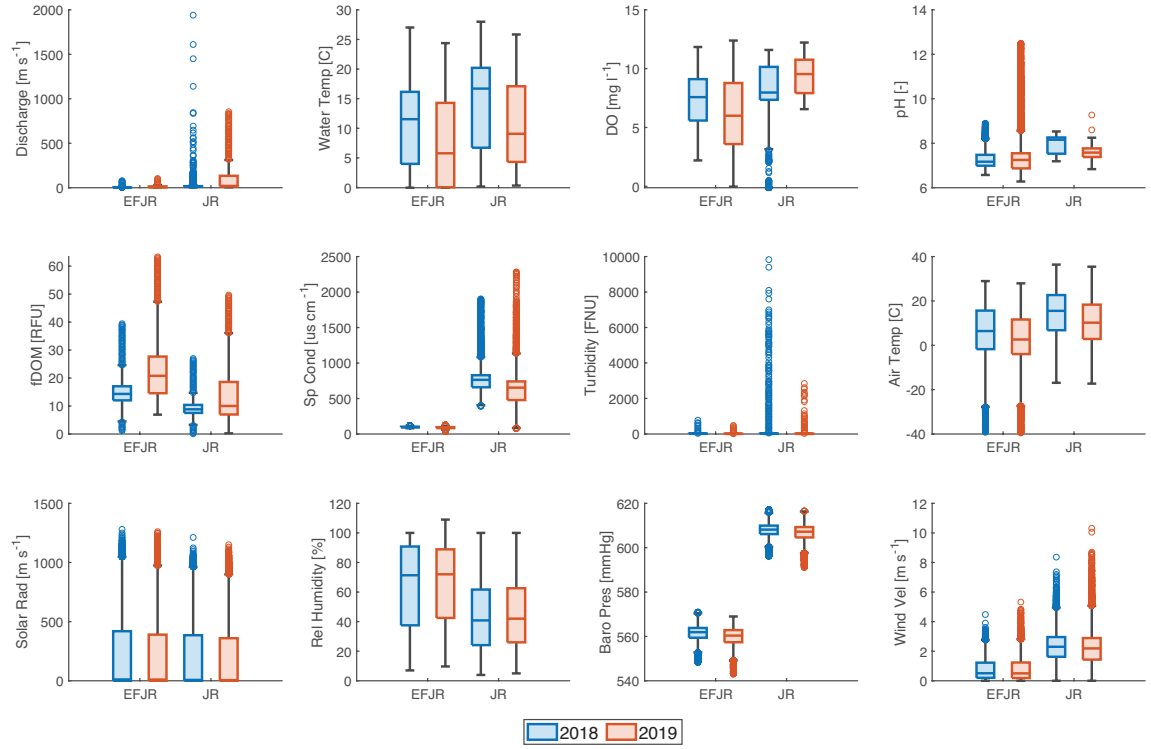 2000
1500
1000
500
0
Discharge [m s⁻¹]
EFJR JR
30
25
20
15
10
5
0
Water Temp [C]
EFJR JR
15
10
5
0
DO [mg l⁻¹]
EFJR JR
14
12
10
8
6
pH [-]
EFJR JR
60
50
40
30
20
10
0
fDOM [RFU]
EFJR JR
2500
2000
1500
1000
500
0
Sp Cond [us cm⁻¹]
EFJR JR
10000
8000
6000
4000
2000
0
Turbidity [FNU]
EFJR JR
40
20
0
-20
-40
Air Temp [C]
EFJR JR
1500
1000
500
0
Solar Rad [m s⁻¹]
EFJR JR
120
100
80
60
40
20
0
Rel Humidity [%]
EFJR JR
620
600
580
560
540
Baro Pres [mmHg]
EFJR JR
12
10
8
6
4
2
0
Wind Vel [m s⁻¹]
EFJR JR
2018 2019